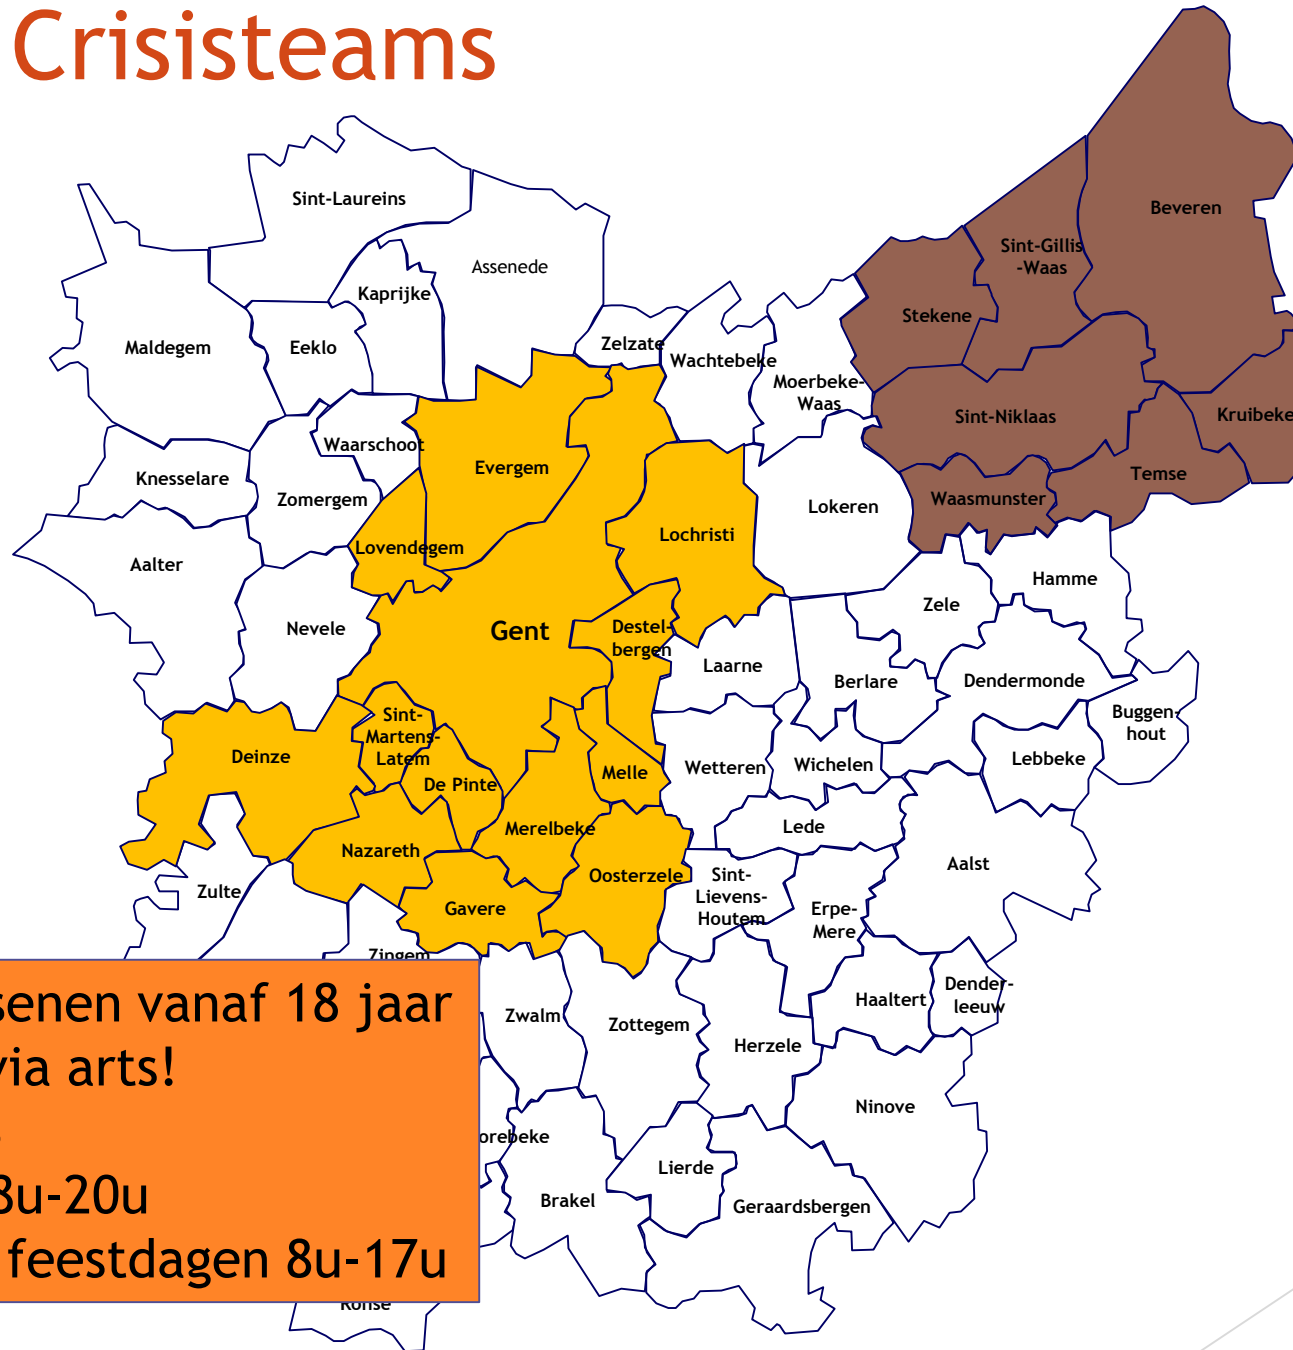 Crisisteams
Sint-Laureins
Beveren
Sint-Gillis
-Waas
Assenede
Kaprijke
Stekene
Maldegem
Eeklo
Zelzate
Wachtebeke
Moerbeke-
Waas
Sint-Niklaas
Kruibeke
Waarschoot
Evergem
Knesselare
Zomergem
Temse
Waasmunster
Lokeren
Lochristi
Lovendegem
Aalter
Hamme
Zele
Nevele
Gent
Destel-
bergen
Laarne
Berlare
Dendermonde
Buggen-
hout
Sint-
Martens-
Latem
Deinze
Lebbeke
Wetteren
Wichelen
Melle
De Pinte
Merelbeke
Lede
Nazareth
Aalst
Oosterzele
Sint-
Lievens-
Houtem
Zulte
Gavere
Erpe-
Mere
Zingem
Dender-
leeuw
Haaltert
Zwalm
Zottegem
Herzele
Ninove
orebeke
Lierde
Brakel
Geraardsbergen
Ronse
senen vanaf 18 jaar
via arts!
8u-20u
feestdagen 8u-17u